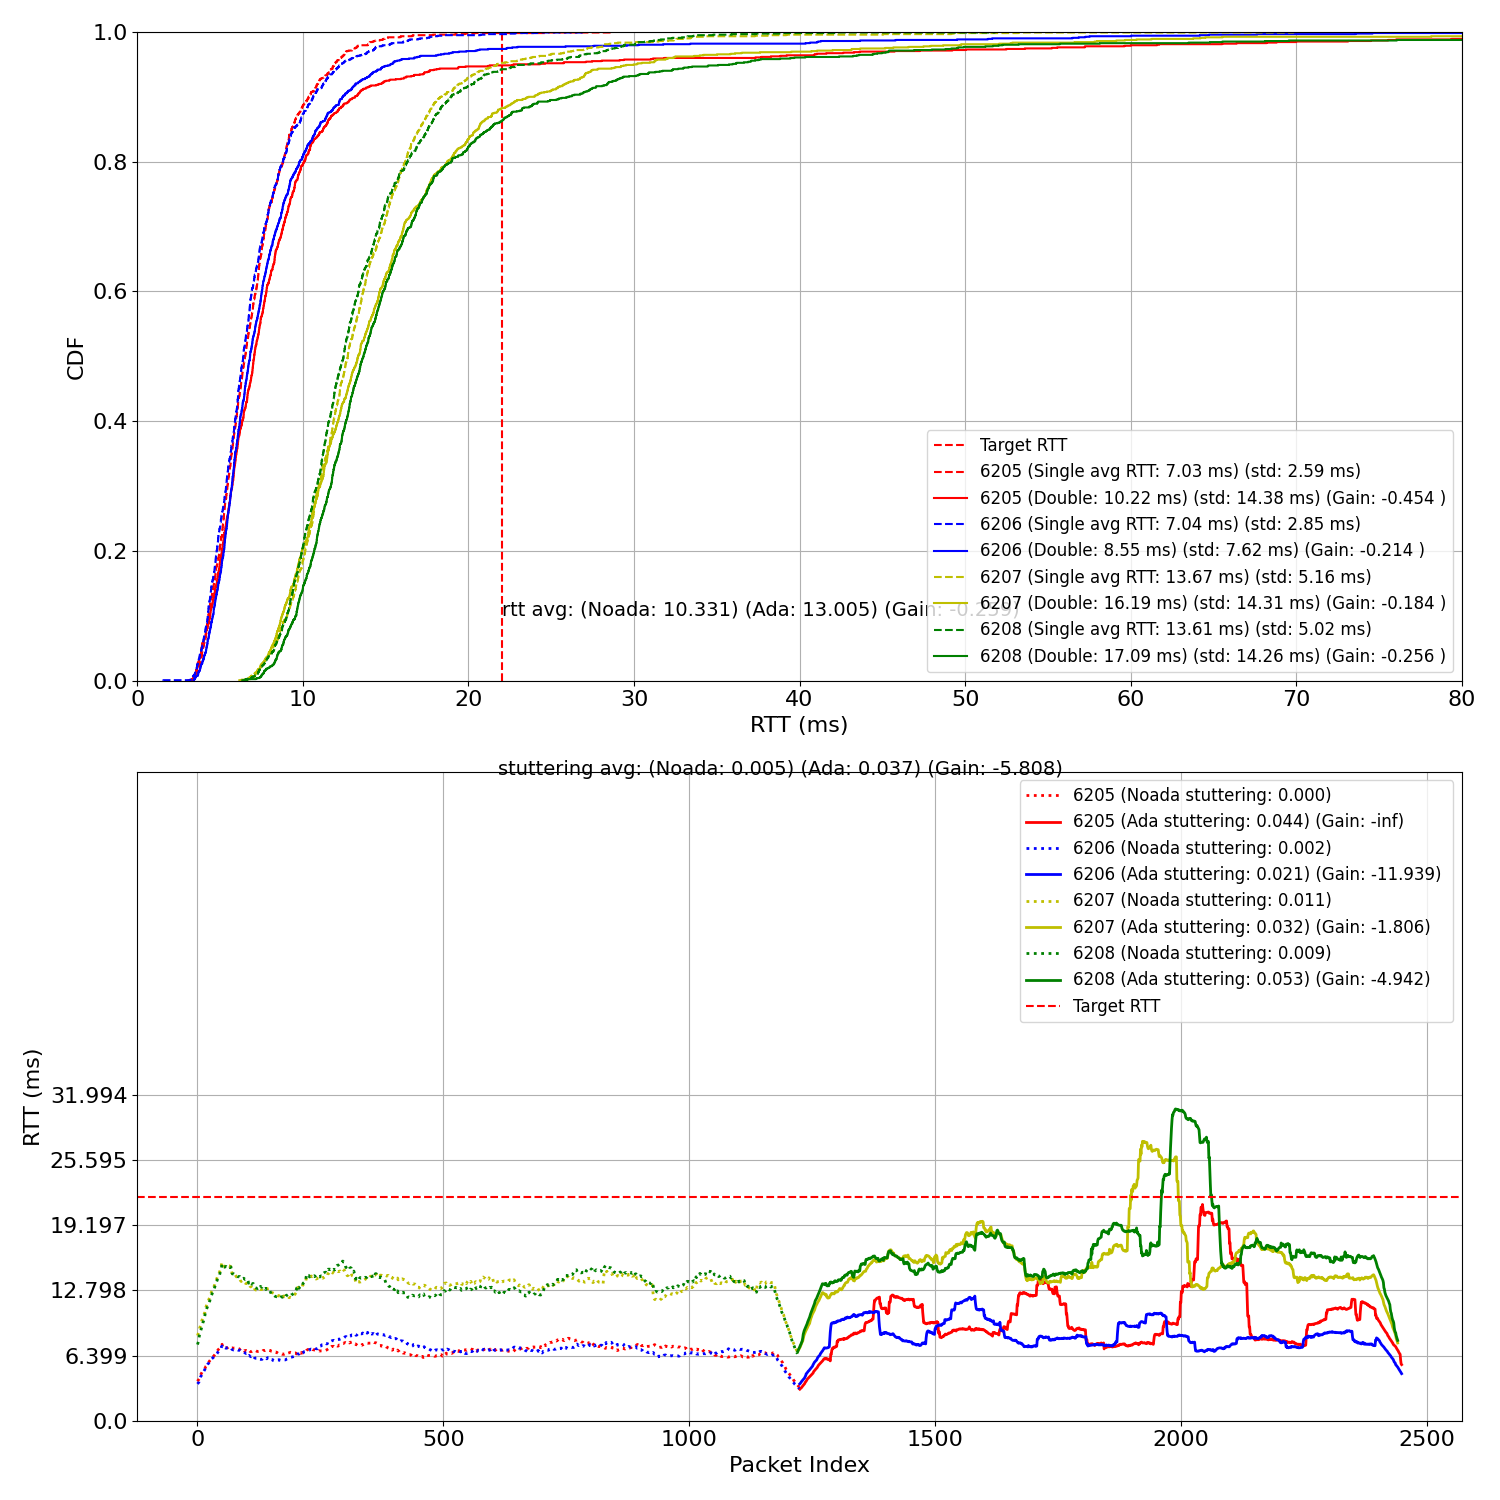 1.0
0.8
0.6
0.4
0.2
0.0
CDF
0 10 20 30 40 50 60 70 80
RTT (ms)
Target RTT
6205 (Single avg RTT: 7.03 ms) (std: 2.59 ms)
6205 (Double: 10.22 ms) (std: 14.38 ms) (Gain: -0.454 )
6206 (Single avg RTT: 7.04 ms) (std: 2.85 ms)
6206 (Double: 8.55 ms) (std: 7.62 ms) (Gain: -0.214 )
6207 (Single avg RTT: 13.67 ms) (std: 5.16 ms)
6207 (Double: 16.19 ms) (std: 14.31 ms) (Gain: -0.184 )
6208 (Single avg RTT: 13.61 ms) (std: 5.02 ms)
6208 (Double: 17.09 ms) (std: 14.26 ms) (Gain: -0.256 )
rtt avg: (Noada: 10.331) (Ada: 13.005) (Gain: -0.259)
stuttering avg: (Noada: 0.005) (Ada: 0.037) (Gain: -5.808)
6205 (Noada stuttering: 0.000)
6205 (Ada stuttering: 0.044) (Gain: -inf)
6206 (Noada stuttering: 0.002)
6206 (Ada stuttering: 0.021) (Gain: -11.939)
6207 (Noada stuttering: 0.011)
6207 (Ada stuttering: 0.032) (Gain: -1.806)
6208 (Noada stuttering: 0.009)
6208 (Ada stuttering: 0.053) (Gain: -4.942)
Target RTT
31.994
25.595
19.197
12.798
6.399
0.0
RTT (ms)
0 500 1000 1500 2000 2500
Packet Index